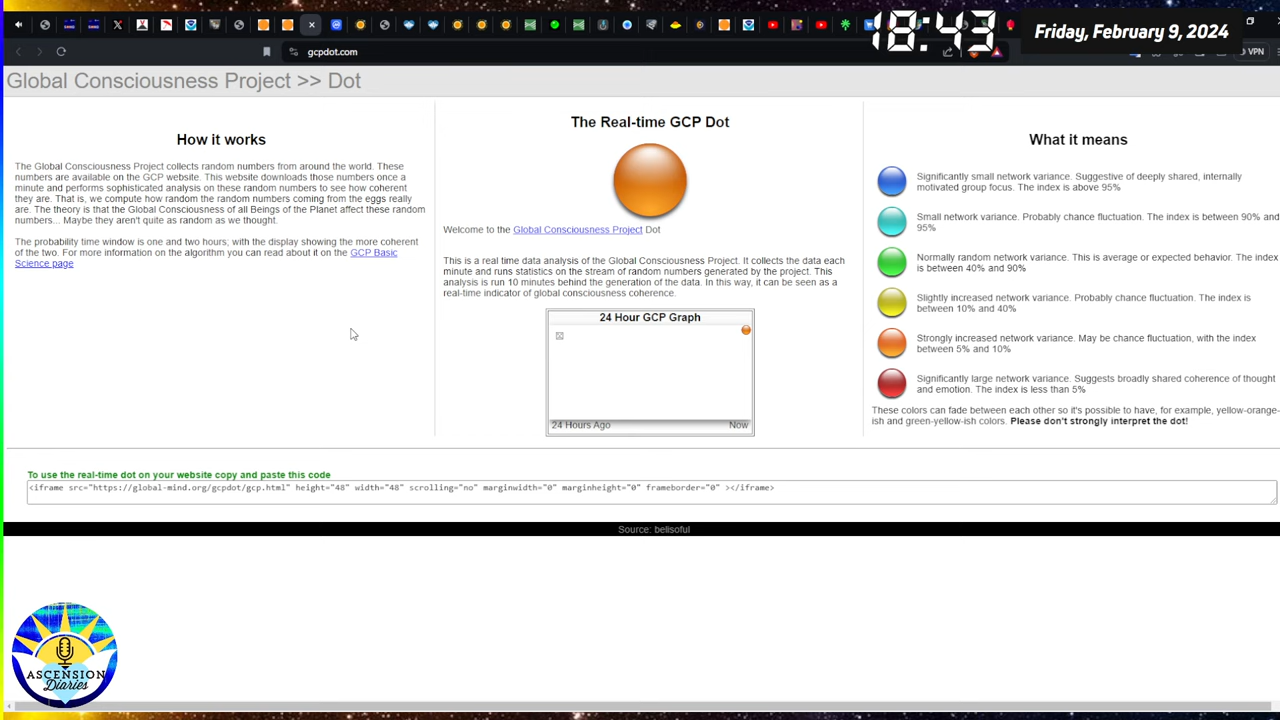 18:43
Friday, February 9, 2024
gcpdot.com
VPN
Global Consciousness Project >> Dot
How it works
The Global Consciousness Project collects random numbers from around the world. These
numbers are available on the GCP website. This website downloads those numbers once a
minute and performs sophisticated analysis on these random numbers to see how coherent
they are. That is, we compute how random the random numbers coming from the eggs really
are. The theory is that the Global Consciousness of all Beings of the Planet affect these random
numbers... Maybe they aren't quite as random as we thought.
The probability time window is one and two hours; with the display showing the more coherent
of the two. For more information on the algorithm you can read about it on the GCP Basic
Science page
The Real-time GCP Dot
Welcome to the Global Consciousness Project Dot
This is a real time data analysis of the Global Consciousness Project. It collects the data each
minute and runs statistics on the stream of random numbers generated by the project. This
analysis is run 10 minutes behind the generation of the data. In this way, it can be seen as a
real-time indicator of global consciousness coherence.
24 Hour GCP Graph
24 Hours Ago Now
What it means
Significantly small network variance. Suggestive of deeply shared, internally
motivated group focus. The index is above 95%
Small network variance. Probably chance fluctuation. The index is between 90% and
95%
Normally random network variance. This is average or expected behavior. The index
is between 40% and 90%
Slightly increased network variance. Probably chance fluctuation. The index is
between 10% and 40%
Strongly increased network variance. May be chance fluctuation, with the index
between 5% and 10%
Significantly large network variance. Suggests broadly shared coherence of thought
and emotion. The index is less than 5%
These colors can fade between each other so it's possible to have, for example, yellow-orange-
ish and green-yellow-ish colors. Please don't strongly interpret the dot!
To use the real-time dot on your website copy and paste this code
<iframe src="https://global-mind.org/gcpdot/gcp.html" height="48" width="48" scrolling="no" marginwidth="0" marginheight="0" frameborder="0" ></iframe>
Source: belisoful
ASCENSION
Diaries